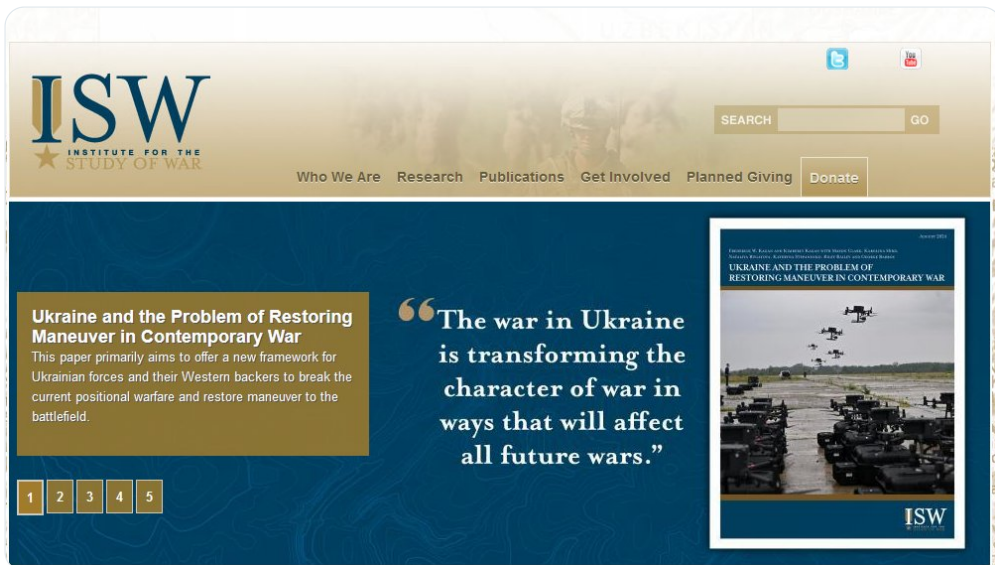 ISW
INSTITUTE FOR THE
STUDY OF WAR
You
Tube
SEARCH GO
Who We Are Research Publications Get Involved Planned Giving Donate
Ukraine and the Problem of Restoring
Maneuver in Contemporary War
This paper primarily aims to offer a new framework for
Ukrainian forces and their Western backers to break the
current positional warfare and restore maneuver to the
battlefield.
1 2 3 4 5
“The war in Ukraine
is transforming the
character of war in
ways that will affect
all future wars.”
UKRAINE AND THE PROBLEM OF
RESTORING MANEUVER IN CONTEMPORARY WAR
ISW